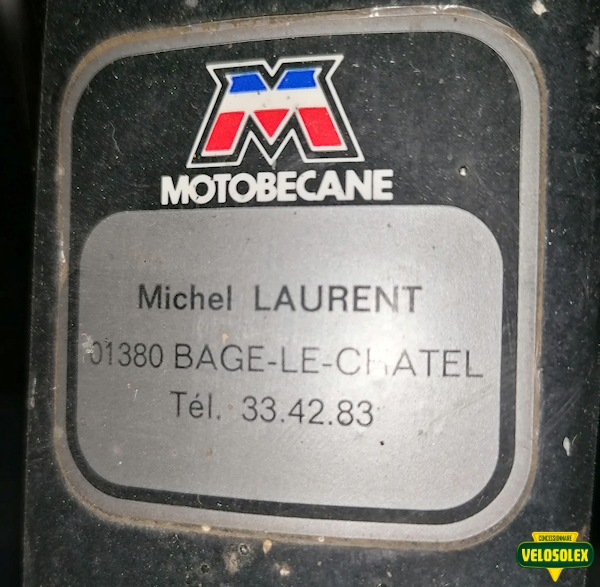 M
MOTOBECANE
Michel LAURENT
01380 BAGE-LE-CHATEL
Tél. 33.42.83
CONCESSIONNAIRE
VELOSOLEX